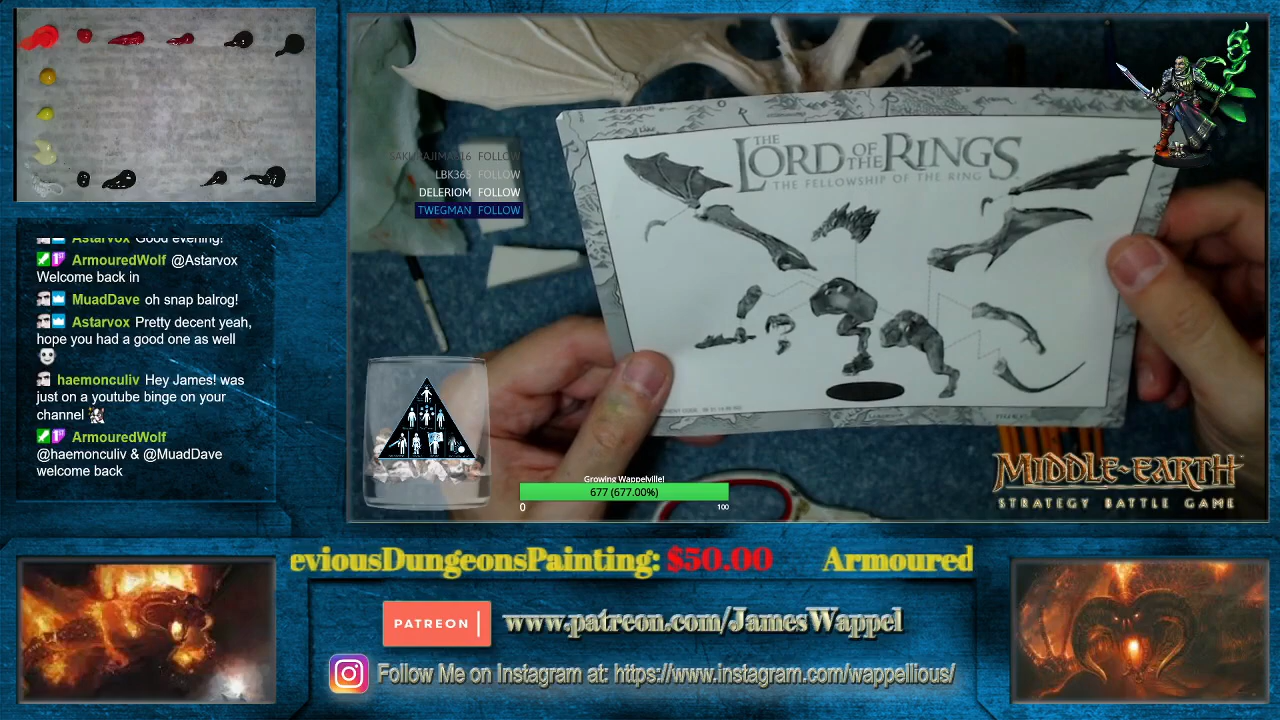 Astarvox Good evening!
ArmouredWolf @Astarvox
Welcome back in
MuadDave oh snap balrog!
Astarvox Pretty decent yeah,
hope you had a good one as well
haemonculiv Hey James! was
just on a youtube binge on your
channel
ArmouredWolf
@haemonculiv & @MuadDave
welcome back
FOLLOW
LBK365 FOLLOW
DELERIOM FOLLOW
TWEGMAN FOLLOW
THE
LORD OF THE RINGS
THE FELLOWSHIP OF THE RING
Growing Wappelville!
677 (677.00%)
0 100
MIDDLE-EARTH
STRATEGY BATTLE GAME
eviousDungeonsPainting: $50.00 Armoured
PATREON
www.patreon.com/JamesWappel
Follow Me on Instagram at: https://www.instagram.com/wappellious/